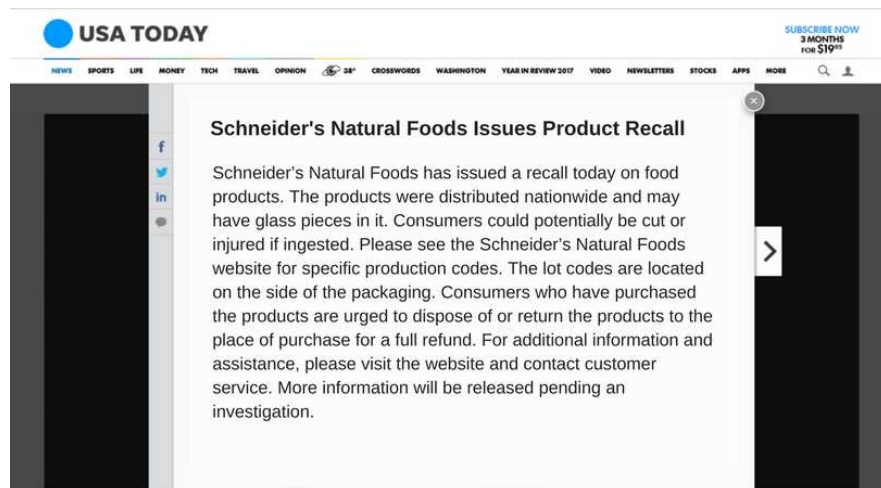 USA TODAY
SUBSCRIBE NOW
3 MONTHS
FOR $19⁹⁵
NEWS SPORTS LIFE MONEY TECH TRAVEL OPINION 38° CROSSWORDS WASHINGTON YEAR IN REVIEW 2017 VIDEO NEWSLETTERS STOCKS APPS MORE
Schneider's Natural Foods Issues Product Recall
Schneider's Natural Foods has issued a recall today on food
products. The products were distributed nationwide and may
have glass pieces in it. Consumers could potentially be cut or
injured if ingested. Please see the Schneider's Natural Foods
website for specific production codes. The lot codes are located
on the side of the packaging. Consumers who have purchased
the products are urged to dispose of or return the products to the
place of purchase for a full refund. For additional information and
assistance, please visit the website and contact customer
service. More information will be released pending an
investigation.